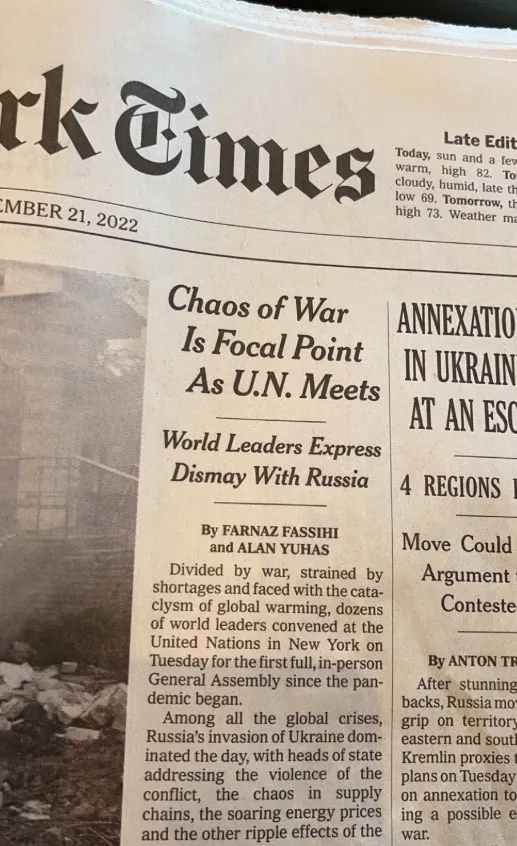 rk Times
Late Edit
Today, sun and a few
warm, high 82. To
cloudy, humid, late th
low 69. Tomorrow, th
high 73. Weather ma
EMBER 21, 2022
Chaos of War
Is Focal Point
As U.N. Meets
World Leaders Express
Dismay With Russia
By FARNAZ FASSIHI
and ALAN YUHAS
Divided by war, strained by
shortages and faced with the cata-
clysm of global warming, dozens
of world leaders convened at the
United Nations in New York on
Tuesday for the first full, in-person
General Assembly since the pan-
demic began.
Among all the global crises,
Russia's invasion of Ukraine dom-
inated the day, with heads of state
addressing the violence of the
conflict, the chaos in supply
chains, the soaring energy prices
and the other ripple effects of the
ANNEXATIO
IN UKRAIN
AT AN ESC
4 REGIONS
Move Could
Argument
Conteste
By ANTON TR
After stunning
backs, Russia mov
grip on territory
eastern and south
Kremlin proxies t
plans on Tuesday
on annexation to
ing a possible e
war.